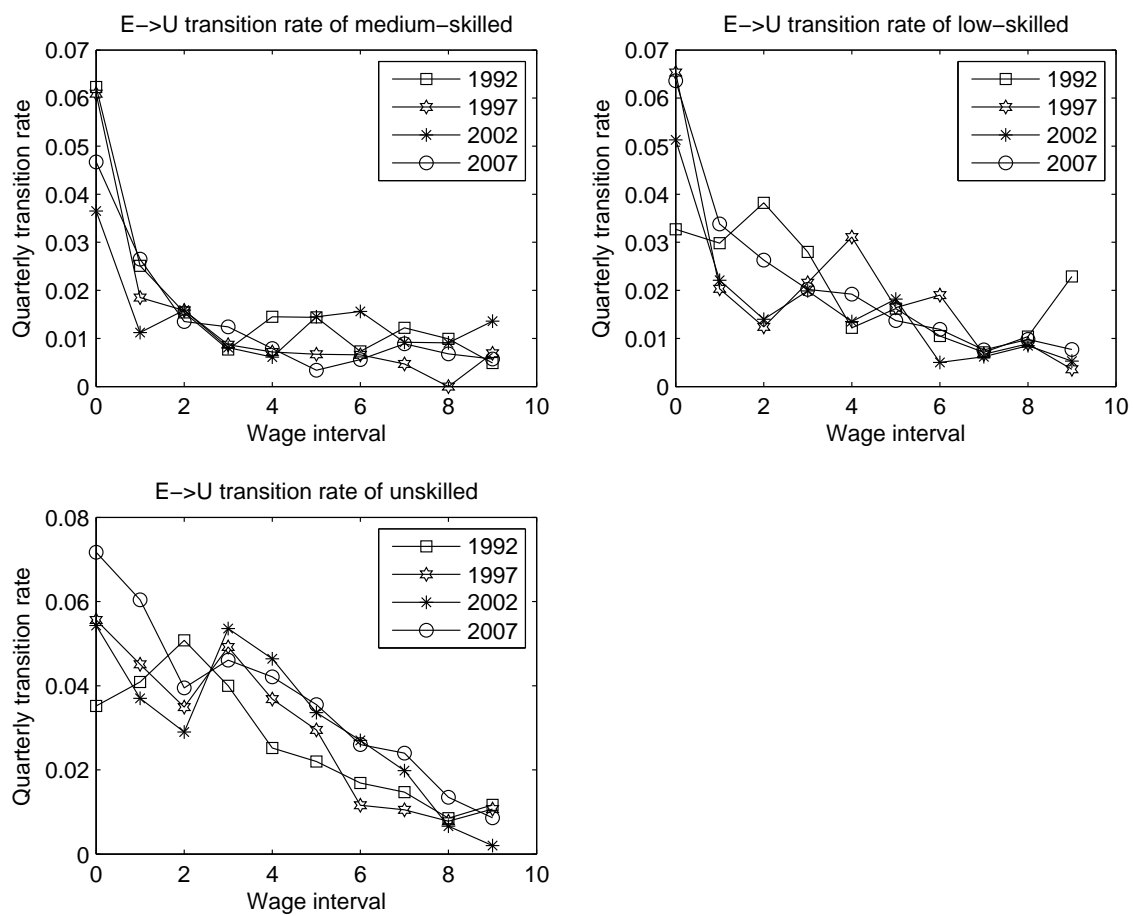 E−>U transition rate of medium−skilled
0.07
0.06
0.05
0.04
0.03
0.02
0.01
0
Quarterly transition rate
1992
1997
2002
2007
0 2 4 6 8 10
Wage interval
E−>U transition rate of low−skilled
0.07
0.06
0.05
0.04
0.03
0.02
0.01
0
Quarterly transition rate
1992
1997
2002
2007
0 2 4 6 8 10
Wage interval
E−>U transition rate of unskilled
0.08
0.06
0.04
0.02
0
Quarterly transition rate
1992
1997
2002
2007
0 2 4 6 8 10
Wage interval